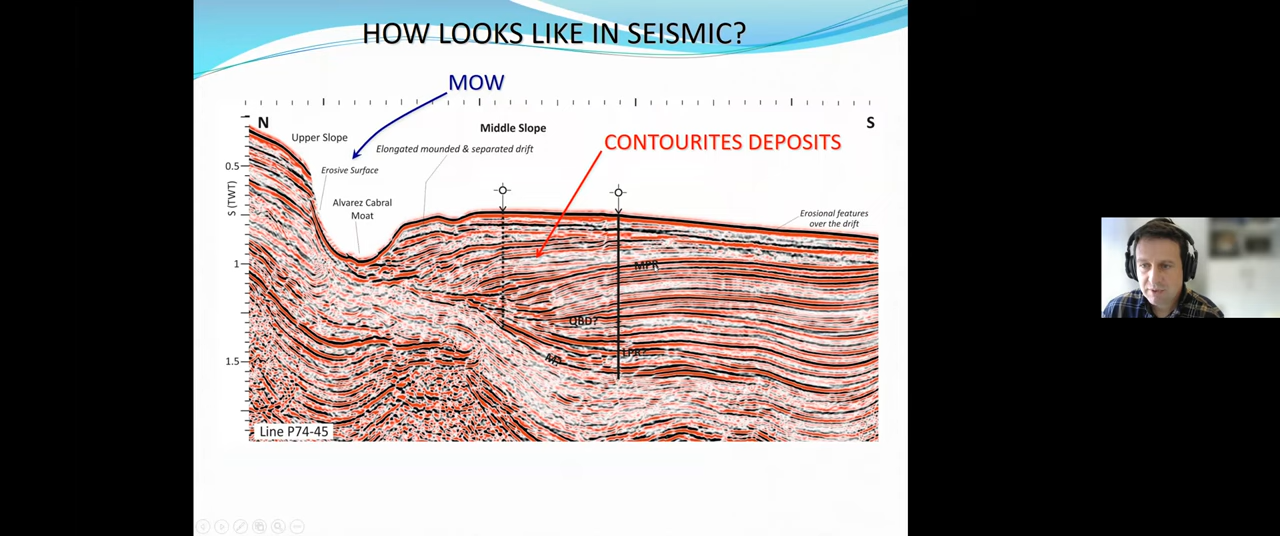 HOW LOOKS LIKE IN SEISMIC?
MOW
N
S
Upper Slope
Middle Slope
CONTOURITES DEPOSITS
Elongated mounded & separated drift
0.5
Erosive Surface
S (TWT)
Alvarez Cabral
Moat
Erosional features
over the drift
1
MPR
QBD?
LPR
1.5
Line P74-45